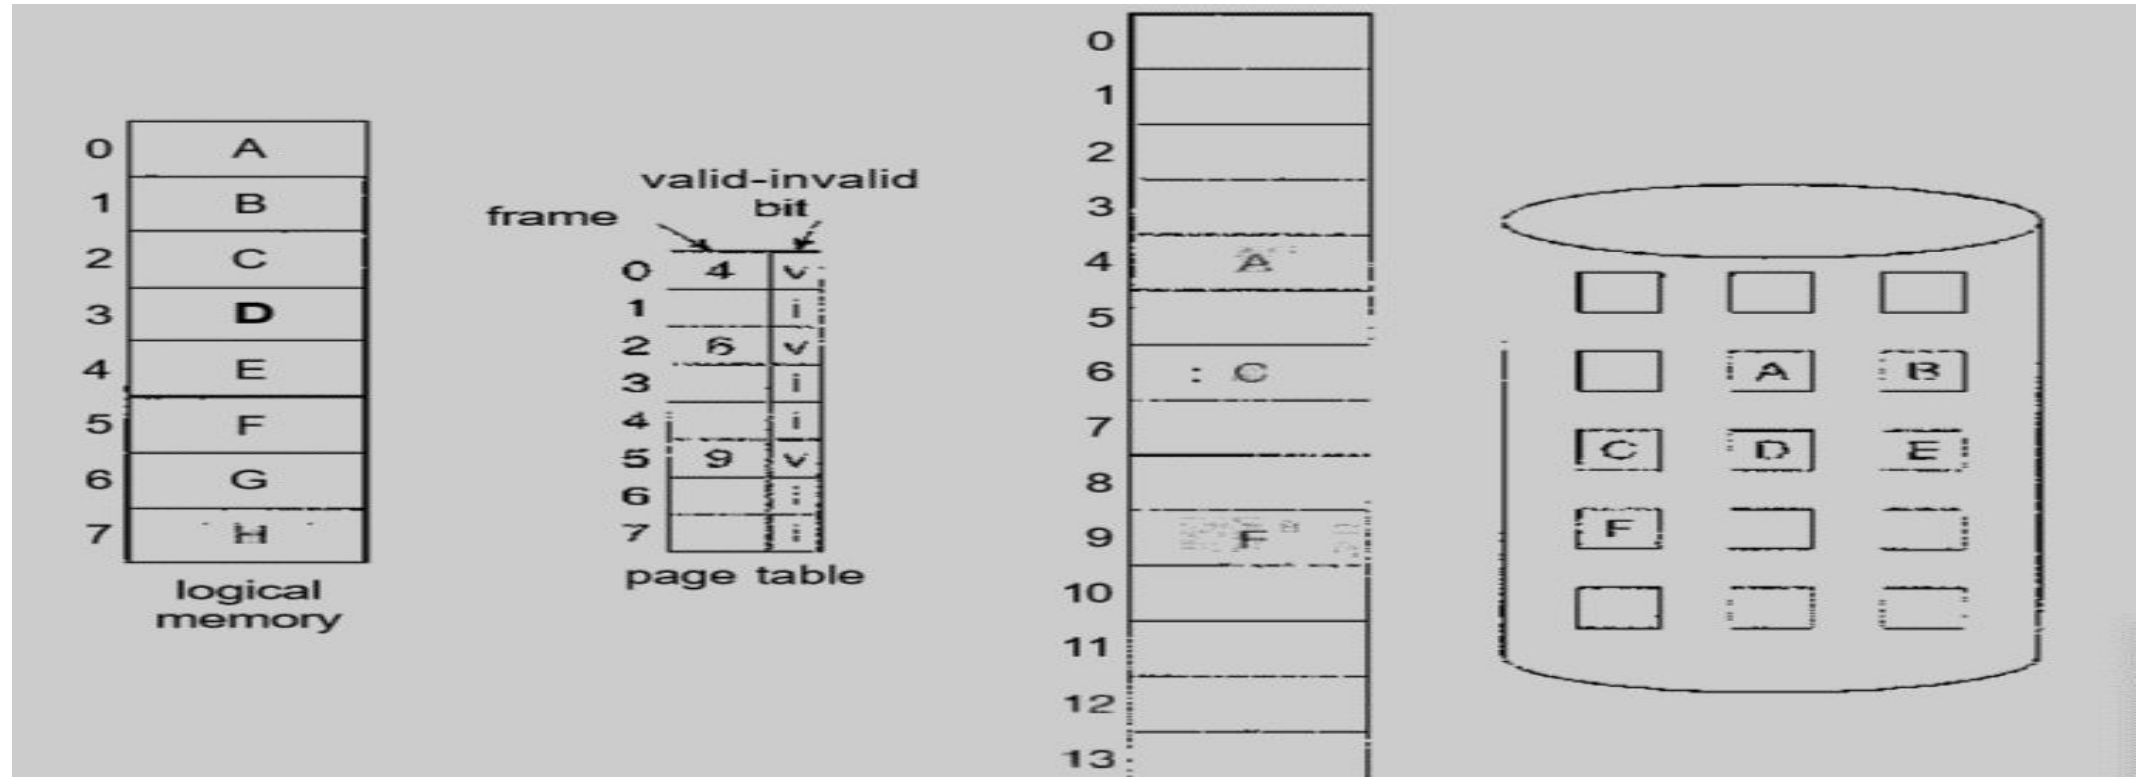 0 A
1 B
2 C
3 D
4 E
5 F
6 G
7 H
logical
memory
valid-invalid
bit
frame
0 4 v
1 i
2 6 v
3 i
4 i
5 9 v
6 i
7 i
page table
0
1
2
3
4 A
5
6 C
7
8
9 F
10
11
12
13
A B
C D E
F